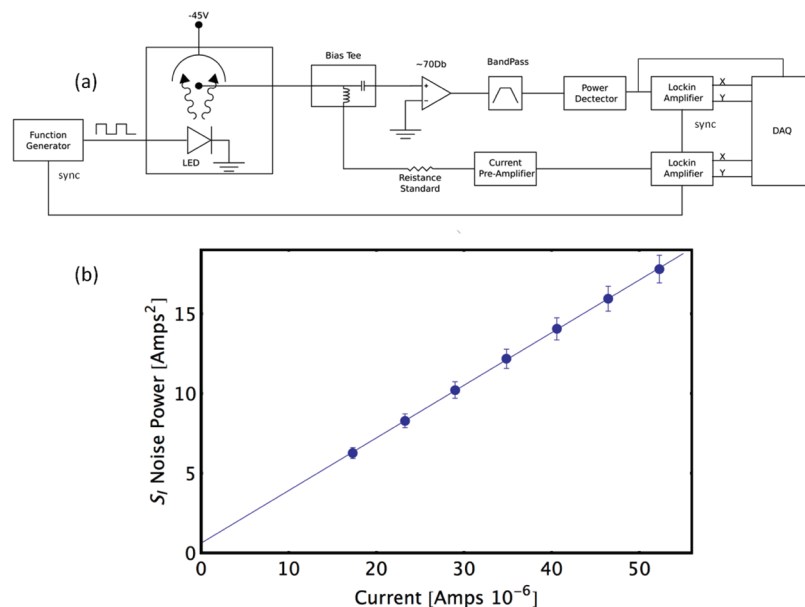 -45V
(a)
Bias Tee
~70Db
BandPass
+
−
Power
Dectector
Lockin
Amplifier
X
Y
DAQ
Function
Generator
sync
LED
sync
Reistance
Standard
Current
Pre-Amplifier
Lockin
Amplifier
X
Y
(b)
S_I Noise Power [Amps²]
15
10
5
0
0 10 20 30 40 50
Current [Amps 10⁻⁶]